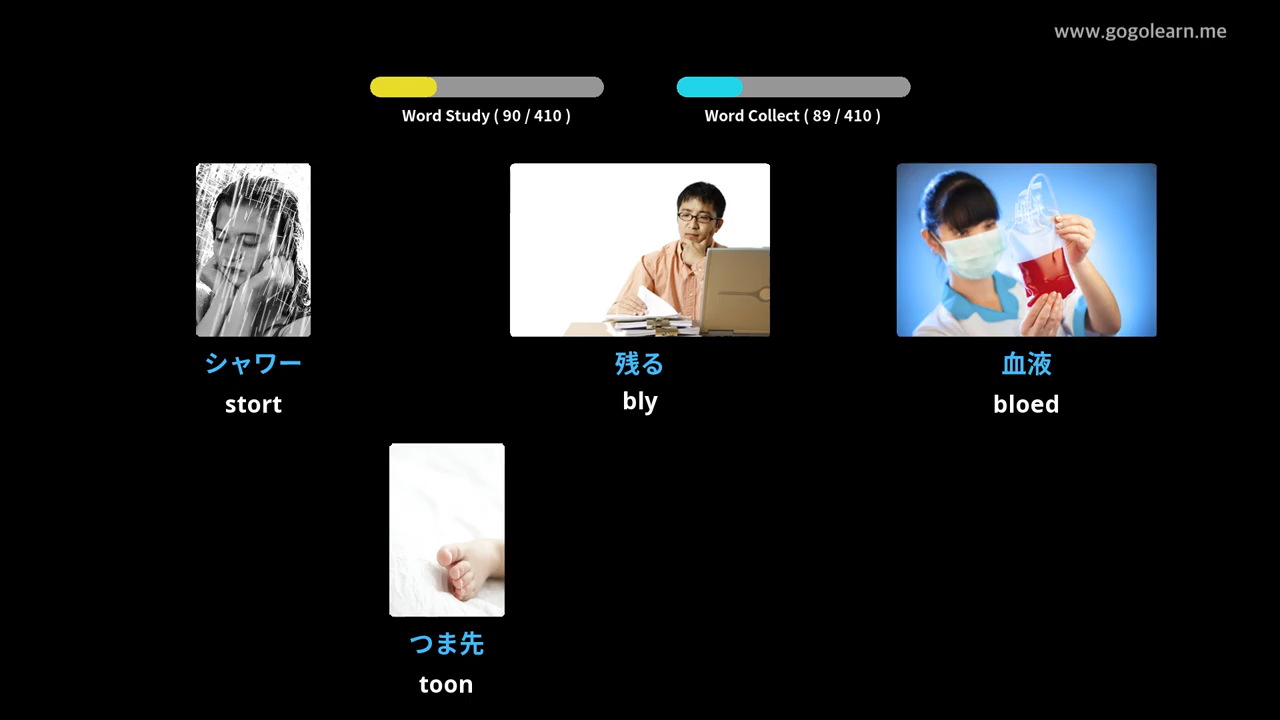 www.gogolearn.me
Word Study ( 90 / 410 )
Word Collect ( 89 / 410 )
シャワー
stort
残る
bly
血液
bloed
つま先
toon